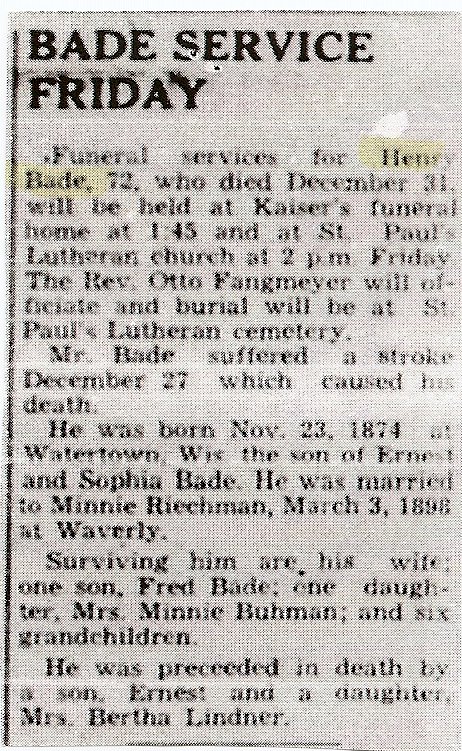 BADE SERVICE
FRIDAY
Funeral services for Henry
Bade, 72, who died December 31,
will be held at Kaiser's funeral
home at 1:45 and at St. Paul's
Lutheran church at 2 p.m. Friday.
The Rev. Otto Fangmeyer will of-
ficiate and burial will be at St.
Paul's Lutheran cemetery.
Mr. Bade suffered a stroke
December 27 which caused his
death.
He was born Nov. 23, 1874 at
Watertown, Wis. the son of Ernest
and Sophia Bade. He was married
to Minnie Riechman, March 3, 1898
at Waverly.
Surviving him are his wife;
one son, Fred Bade; one daugh-
ter, Mrs. Minnie Buhman; and six
grandchildren.
He was preceeded in death by
a son, Ernest and a daughter,
Mrs. Bertha Lindner.